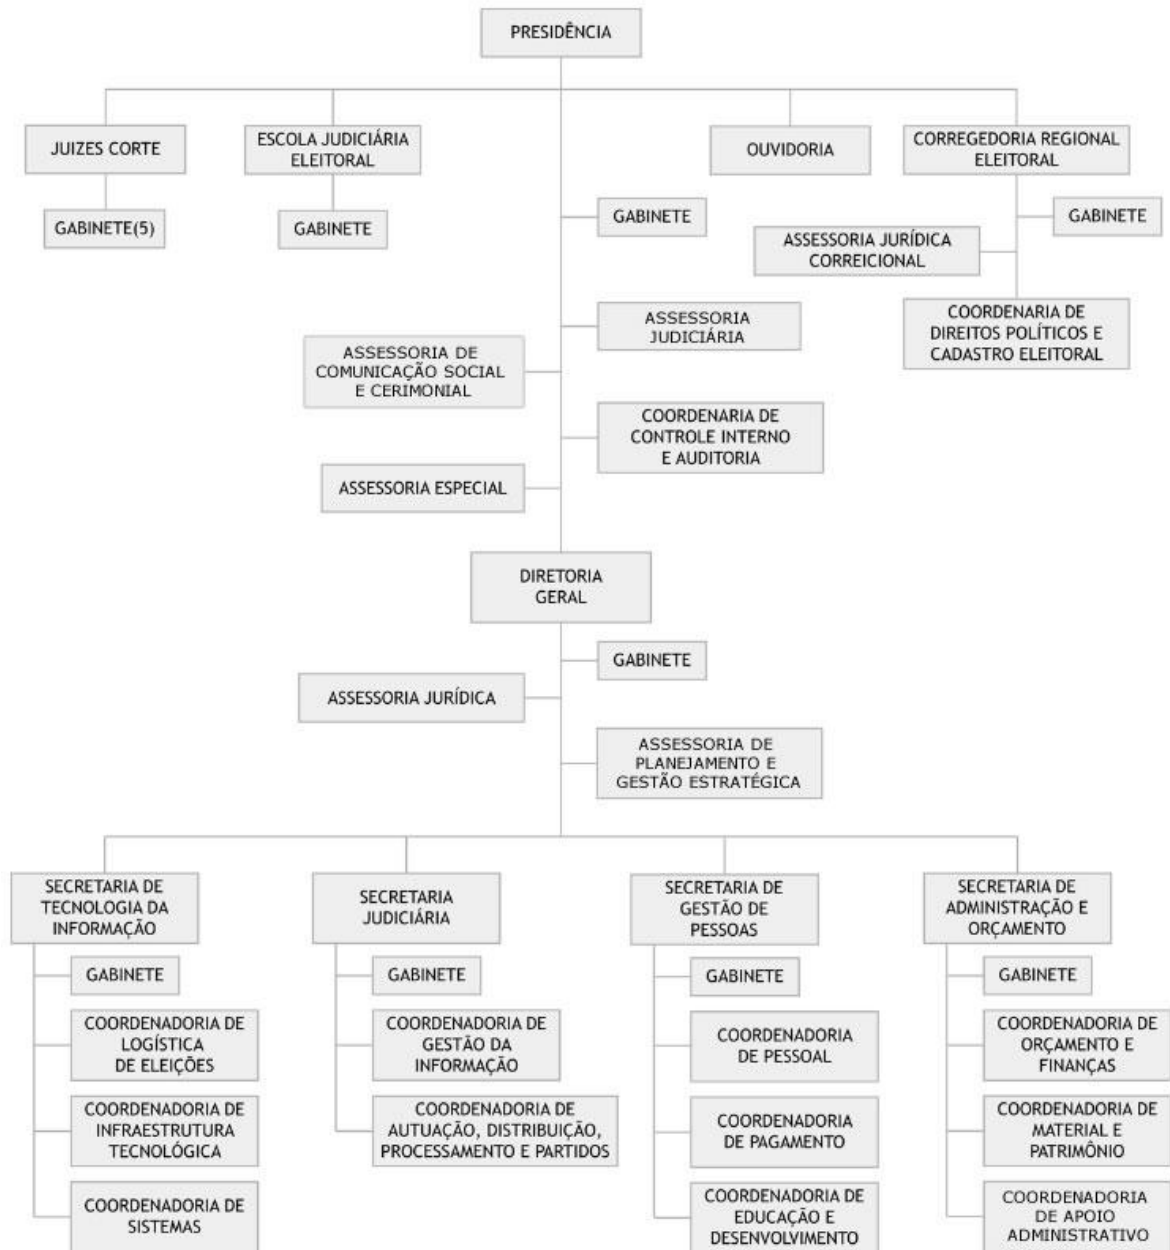 PRESIDÊNCIA
JUIZES CORTE
ESCOLA JUDICIÁRIA
ELEITORAL
OUVIDORIA
CORREGEDORIA REGIONAL
ELEITORAL
GABINETE(5)
GABINETE
GABINETE
GABINETE
ASSESSORIA JURÍDICA
CORREICIONAL
ASSESSORIA
JUDICIÁRIA
COORDENARIA DE
DIREITOS POLÍTICOS E
CADASTRO ELEITORAL
ASSESSORIA DE
COMUNICAÇÃO SOCIAL
E CERIMONIAL
COORDENARIA DE
CONTROLE INTERNO
E AUDITORIA
ASSESSORIA ESPECIAL
DIRETORIA
GERAL
GABINETE
ASSESSORIA JURÍDICA
ASSESSORIA DE
PLANEJAMENTO E
GESTÃO ESTRATÉGICA
SECRETARIA DE
TECNOLOGIA DA
INFORMAÇÃO
GABINETE
COORDENADORIA DE
LOGÍSTICA
DE ELEIÇÕES
COORDENADORIA DE
INFRAESTRUTURA
TECNOLÓGICA
COORDENADORIA DE
SISTEMAS
SECRETARIA
JUDICIÁRIA
GABINETE
COORDENADORIA DE
GESTÃO DA
INFORMAÇÃO
COORDENADORIA DE
AUTUAÇÃO, DISTRIBUIÇÃO,
PROCESSAMENTO E PARTIDOS
SECRETARIA DE
GESTÃO DE
PESSOAS
GABINETE
COORDENADORIA
DE PESSOAL
COORDENADORIA
DE PAGAMENTO
COORDENADORIA DE
EDUCAÇÃO E
DESENVOLVIMENTO
SECRETARIA DE
ADMINISTRAÇÃO E
ORÇAMENTO
GABINETE
COORDENADORIA DE
ORÇAMENTO E
FINANÇAS
COORDENADORIA DE
MATERIAL E
PATRIMÔNIO
COORDENADORIA
DE APOIO
ADMINISTRATIVO